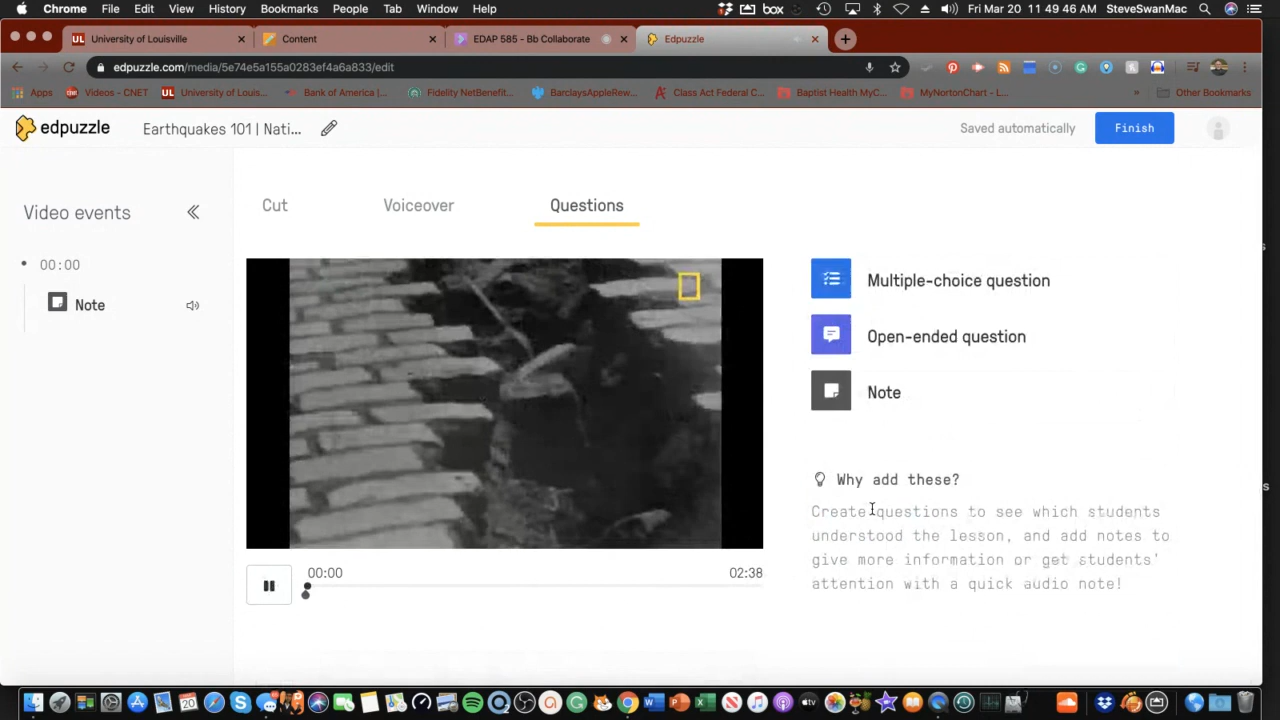 Chrome File Edit View History Bookmarks People Tab Window Help box Fri Mar 20 11:49:46 AM SteveSwanMac
UL University of Louisville Content EDAP 585 - Bb Collaborate Edpuzzle
edpuzzle.com/media/5e74e5a155a0283ef4a6a833/edit
Apps Videos - CNET UL University of Louis... Bank of America |... Fidelity NetBenefit... BarclaysAppleRew... Class Act Federal C... Baptist Health MyC... MyNortonChart - L... » Other Bookmarks
edpuzzle Earthquakes 101 | Nati... Saved automatically Finish
Video events
Cut Voiceover Questions
00:00
Note
Multiple-choice question
Open-ended question
Note
Why add these?
Create questions to see which students
understood the lesson, and add notes to
give more information or get students'
attention with a quick audio note!
00:00 02:38